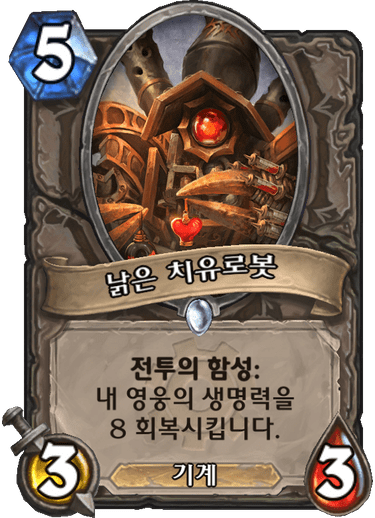 5
낡은 치유로봇
전투의 함성:
내 영웅의 생명력을
8 회복시킵니다.
3
기계
3